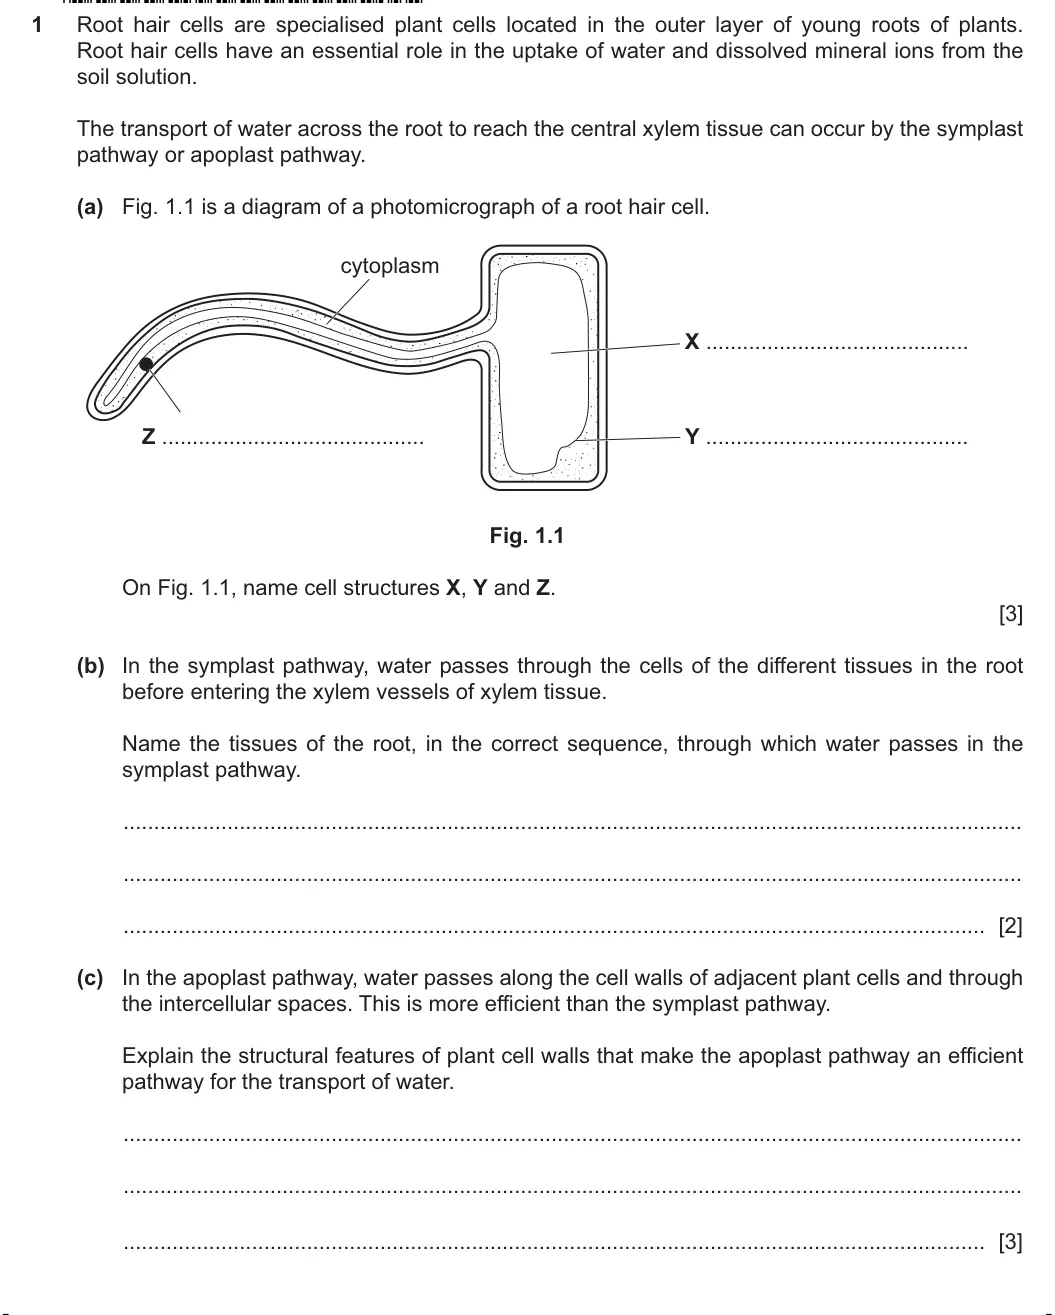 1 Root hair cells are specialised plant cells located in the outer layer of young roots of plants.
Root hair cells have an essential role in the uptake of water and dissolved mineral ions from the
soil solution.
The transport of water across the root to reach the central xylem tissue can occur by the symplast
pathway or apoplast pathway.
(a) Fig. 1.1 is a diagram of a photomicrograph of a root hair cell.
cytoplasm
X ..........................................
Z ..........................................
Y ..........................................
Fig. 1.1
On Fig. 1.1, name cell structures X, Y and Z.
[3]
(b) In the symplast pathway, water passes through the cells of the different tissues in the root
before entering the xylem vessels of xylem tissue.
Name the tissues of the root, in the correct sequence, through which water passes in the
symplast pathway.
..........................................
..........................................
.......................................... [2]
(c) In the apoplast pathway, water passes along the cell walls of adjacent plant cells and through
the intercellular spaces. This is more efficient than the symplast pathway.
Explain the structural features of plant cell walls that make the apoplast pathway an efficient
pathway for the transport of water.
..........................................
..........................................
.......................................... [3]